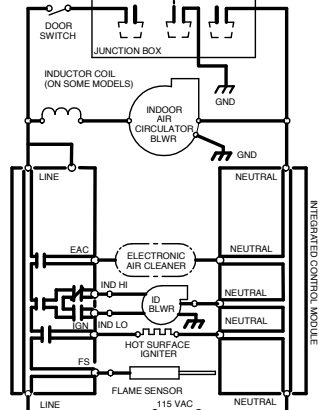 DOOR
SWITCH
JUNCTION BOX
INDUCTOR COIL
(ON SOME MODELS)
GND
INDOOR
AIR
CIRCULATOR
BLWR
GND
LINE
NEUTRAL
INTEGRATED CONTROL MODULE
EAC
ELECTRONIC
AIR CLEANER
NEUTRAL
IND HI
ID
BLWR
NEUTRAL
IGN
IND LO
NEUTRAL
HOT SURFACE
IGNITER
FS
FLAME SENSOR
LINE
115 VAC
NEUTRAL